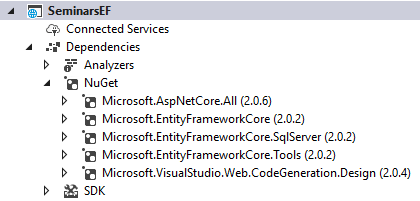 SeminarsEF
Connected Services
Dependencies
Analyzers
NuGet
Microsoft.AspNetCore.All (2.0.6)
Microsoft.EntityFrameworkCore (2.0.2)
Microsoft.EntityFrameworkCore.SqlServer (2.0.2)
Microsoft.EntityFrameworkCore.Tools (2.0.2)
Microsoft.VisualStudio.Web.CodeGeneration.Design (2.0.4)
SDK